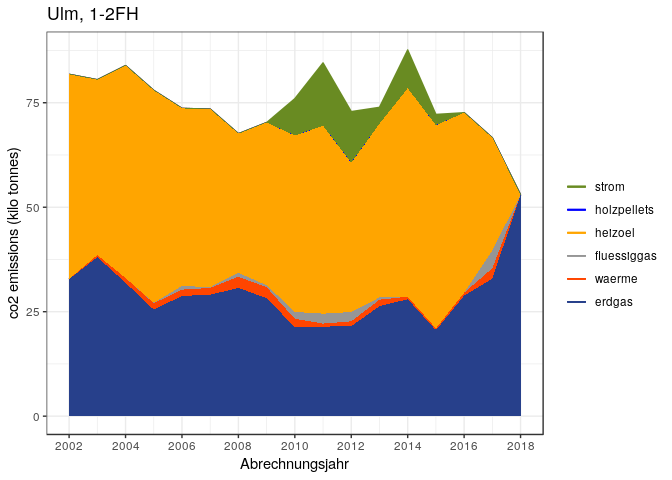 Ulm, 1-2FH
co2 emissions (kilo tonnes)
75
50
25
0
2002 2004 2006 2008 2010 2012 2014 2016 2018
Abrechnungsjahr
strom
holzpellets
heizoel
fluessiggas
waerme
erdgas